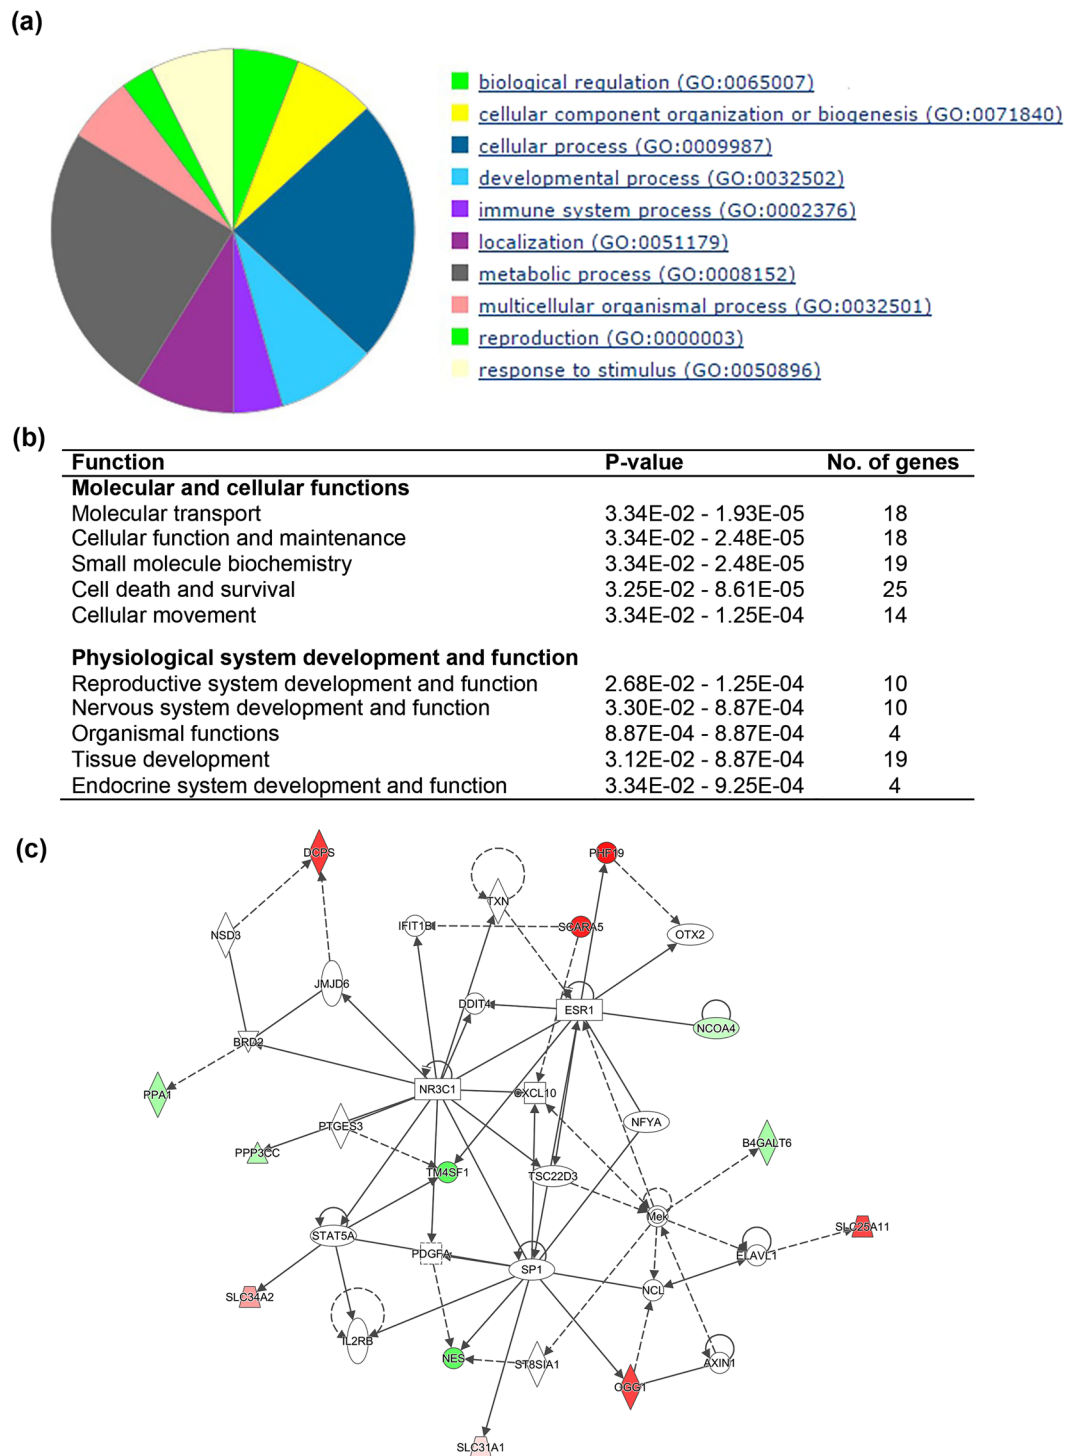 (a)
biological regulation (GO:0065007)
cellular component organization or biogenesis (GO:0071840)
cellular process (GO:0009987)
developmental process (GO:0032502)
immune system process (GO:0002376)
localization (GO:0051179)
metabolic process (GO:0008152)
multicellular organismal process (GO:0032501)
reproduction (GO:0000003)
response to stimulus (GO:0050896)
(b)
Function P-value No. of genes
Molecular and cellular functions
Molecular transport 3.34E-02 - 1.93E-05 18
Cellular function and maintenance 3.34E-02 - 2.48E-05 18
Small molecule biochemistry 3.34E-02 - 2.48E-05 19
Cell death and survival 3.25E-02 - 8.61E-05 25
Cellular movement 3.34E-02 - 1.25E-04 14
Physiological system development and function
Reproductive system development and function 2.68E-02 - 1.25E-04 10
Nervous system development and function 3.30E-02 - 8.87E-04 10
Organismal functions 8.87E-04 - 8.87E-04 4
Tissue development 3.12E-02 - 8.87E-04 19
Endocrine system development and function 3.34E-02 - 9.25E-04 4
(c)
DCPS
PHF19
TXN
IFIT1B
SCARA5
NSD3
OTX2
JMJD6
DDIT4
ESR1
NCOA4
BRD2
NR3C1
CXCL10
PPA1
PTGES3
NFYA
B4GALT6
PPP3CC
TM4SF1
TSC22D3
Mek
SLC25A11
STAT5A
PDGFA
ELAVL1
SP1
NCL
SLC34A2
IL2RB
NES
ST8SIA1
AXIN1
OGG1
SLC31A1